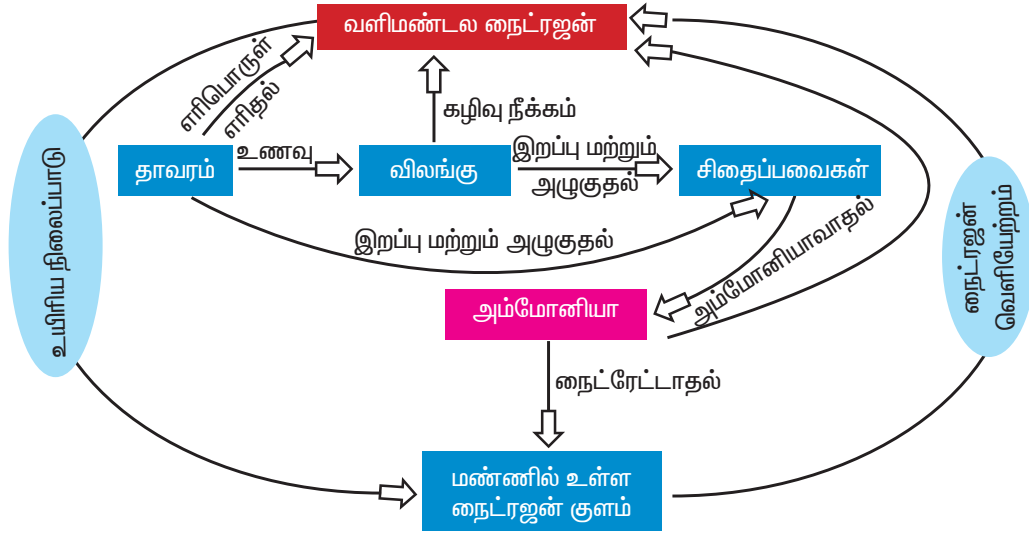 வளிமண்டல நைட்ரஜன்
எரிபொருள்
எரிதல்
கழிவு நீக்கம்
தாவரம்
உணவு
விலங்கு
இறப்பு மற்றும்
அழுகுதல்
சிதைப்பவைகள்
உயிரிய நிலைப்பாடு
இறப்பு மற்றும் அழுகுதல்
அம்மோனியாவாதல்
நைட்ரஜன்
வெளியேற்றம்
அம்மோனியா
நைட்ரேட்டாதல்
மண்ணில் உள்ள
நைட்ரஜன் குளம்